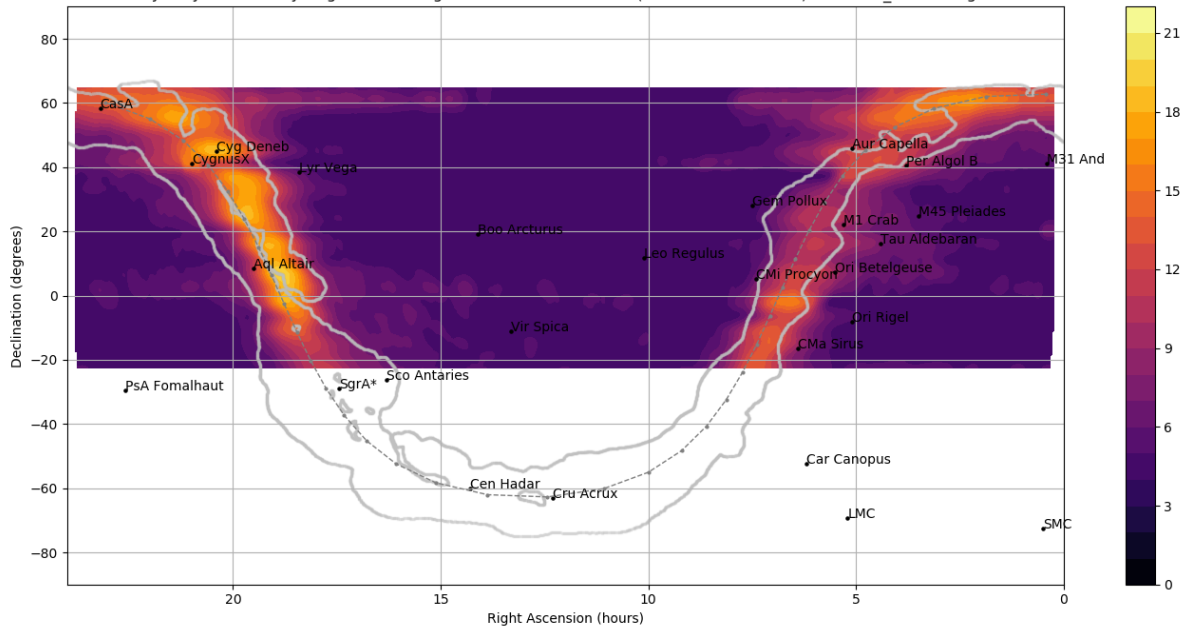 80
60
40
20
0
−20
−40
−60
−80
Declination (degrees)
CasA
Cyg Deneb
CygnusX
Lyr Vega
Aur Capella
Per Algol B
M31 And
Gem Pollux
M1 Crab
M45 Pleiades
Boo Arcturus
Tau Aldebaran
Leo Regulus
Aql Altair
CMi Procyon
Ori Betelgeuse
Vir Spica
Ori Rigel
CMa Sirus
PsA Fomalhaut
SgrA*
Sco Antaries
Car Canopus
Cen Hadar
Cru Acrux
LMC
SMC
20
15
10
5
0
Right Ascension (hours)
21
18
15
12
9
6
3
0